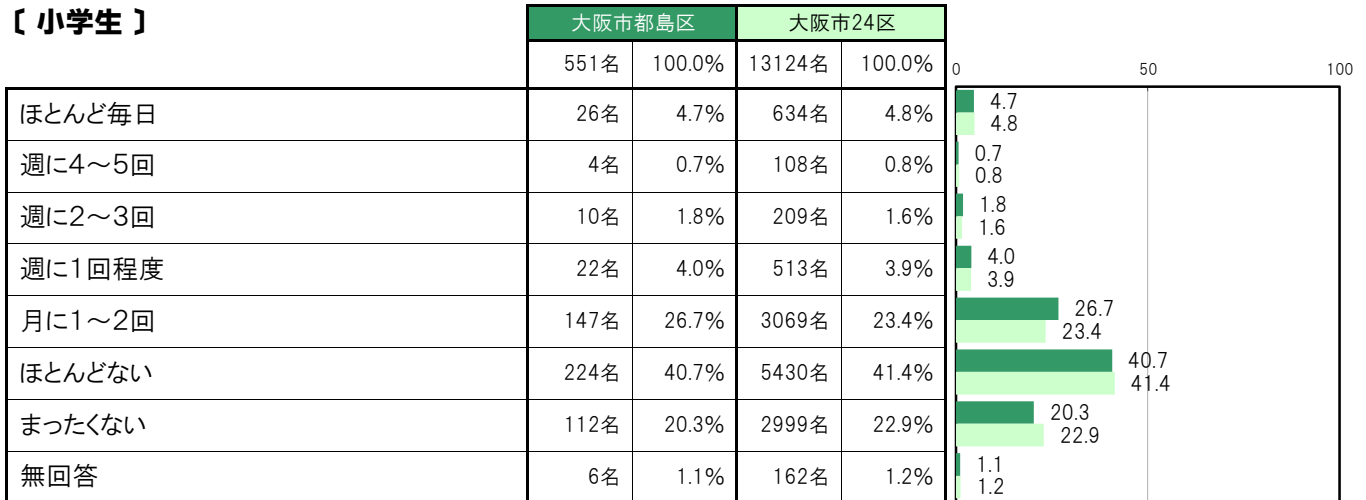 〔 小学生 〕
大阪市都島区 大阪市24区
551名 100.0% 13124名 100.0%
0 50 100
ほとんど毎日 26名 4.7% 634名 4.8% 4.7
4.8
週に4～5回 4名 0.7% 108名 0.8% 0.7
0.8
週に2～3回 10名 1.8% 209名 1.6% 1.8
1.6
週に1回程度 22名 4.0% 513名 3.9% 4.0
3.9
月に1～2回 147名 26.7% 3069名 23.4% 26.7
23.4
ほとんどない 224名 40.7% 5430名 41.4% 40.7
41.4
まったくない 112名 20.3% 2999名 22.9% 20.3
22.9
無回答 6名 1.1% 162名 1.2% 1.1
1.2